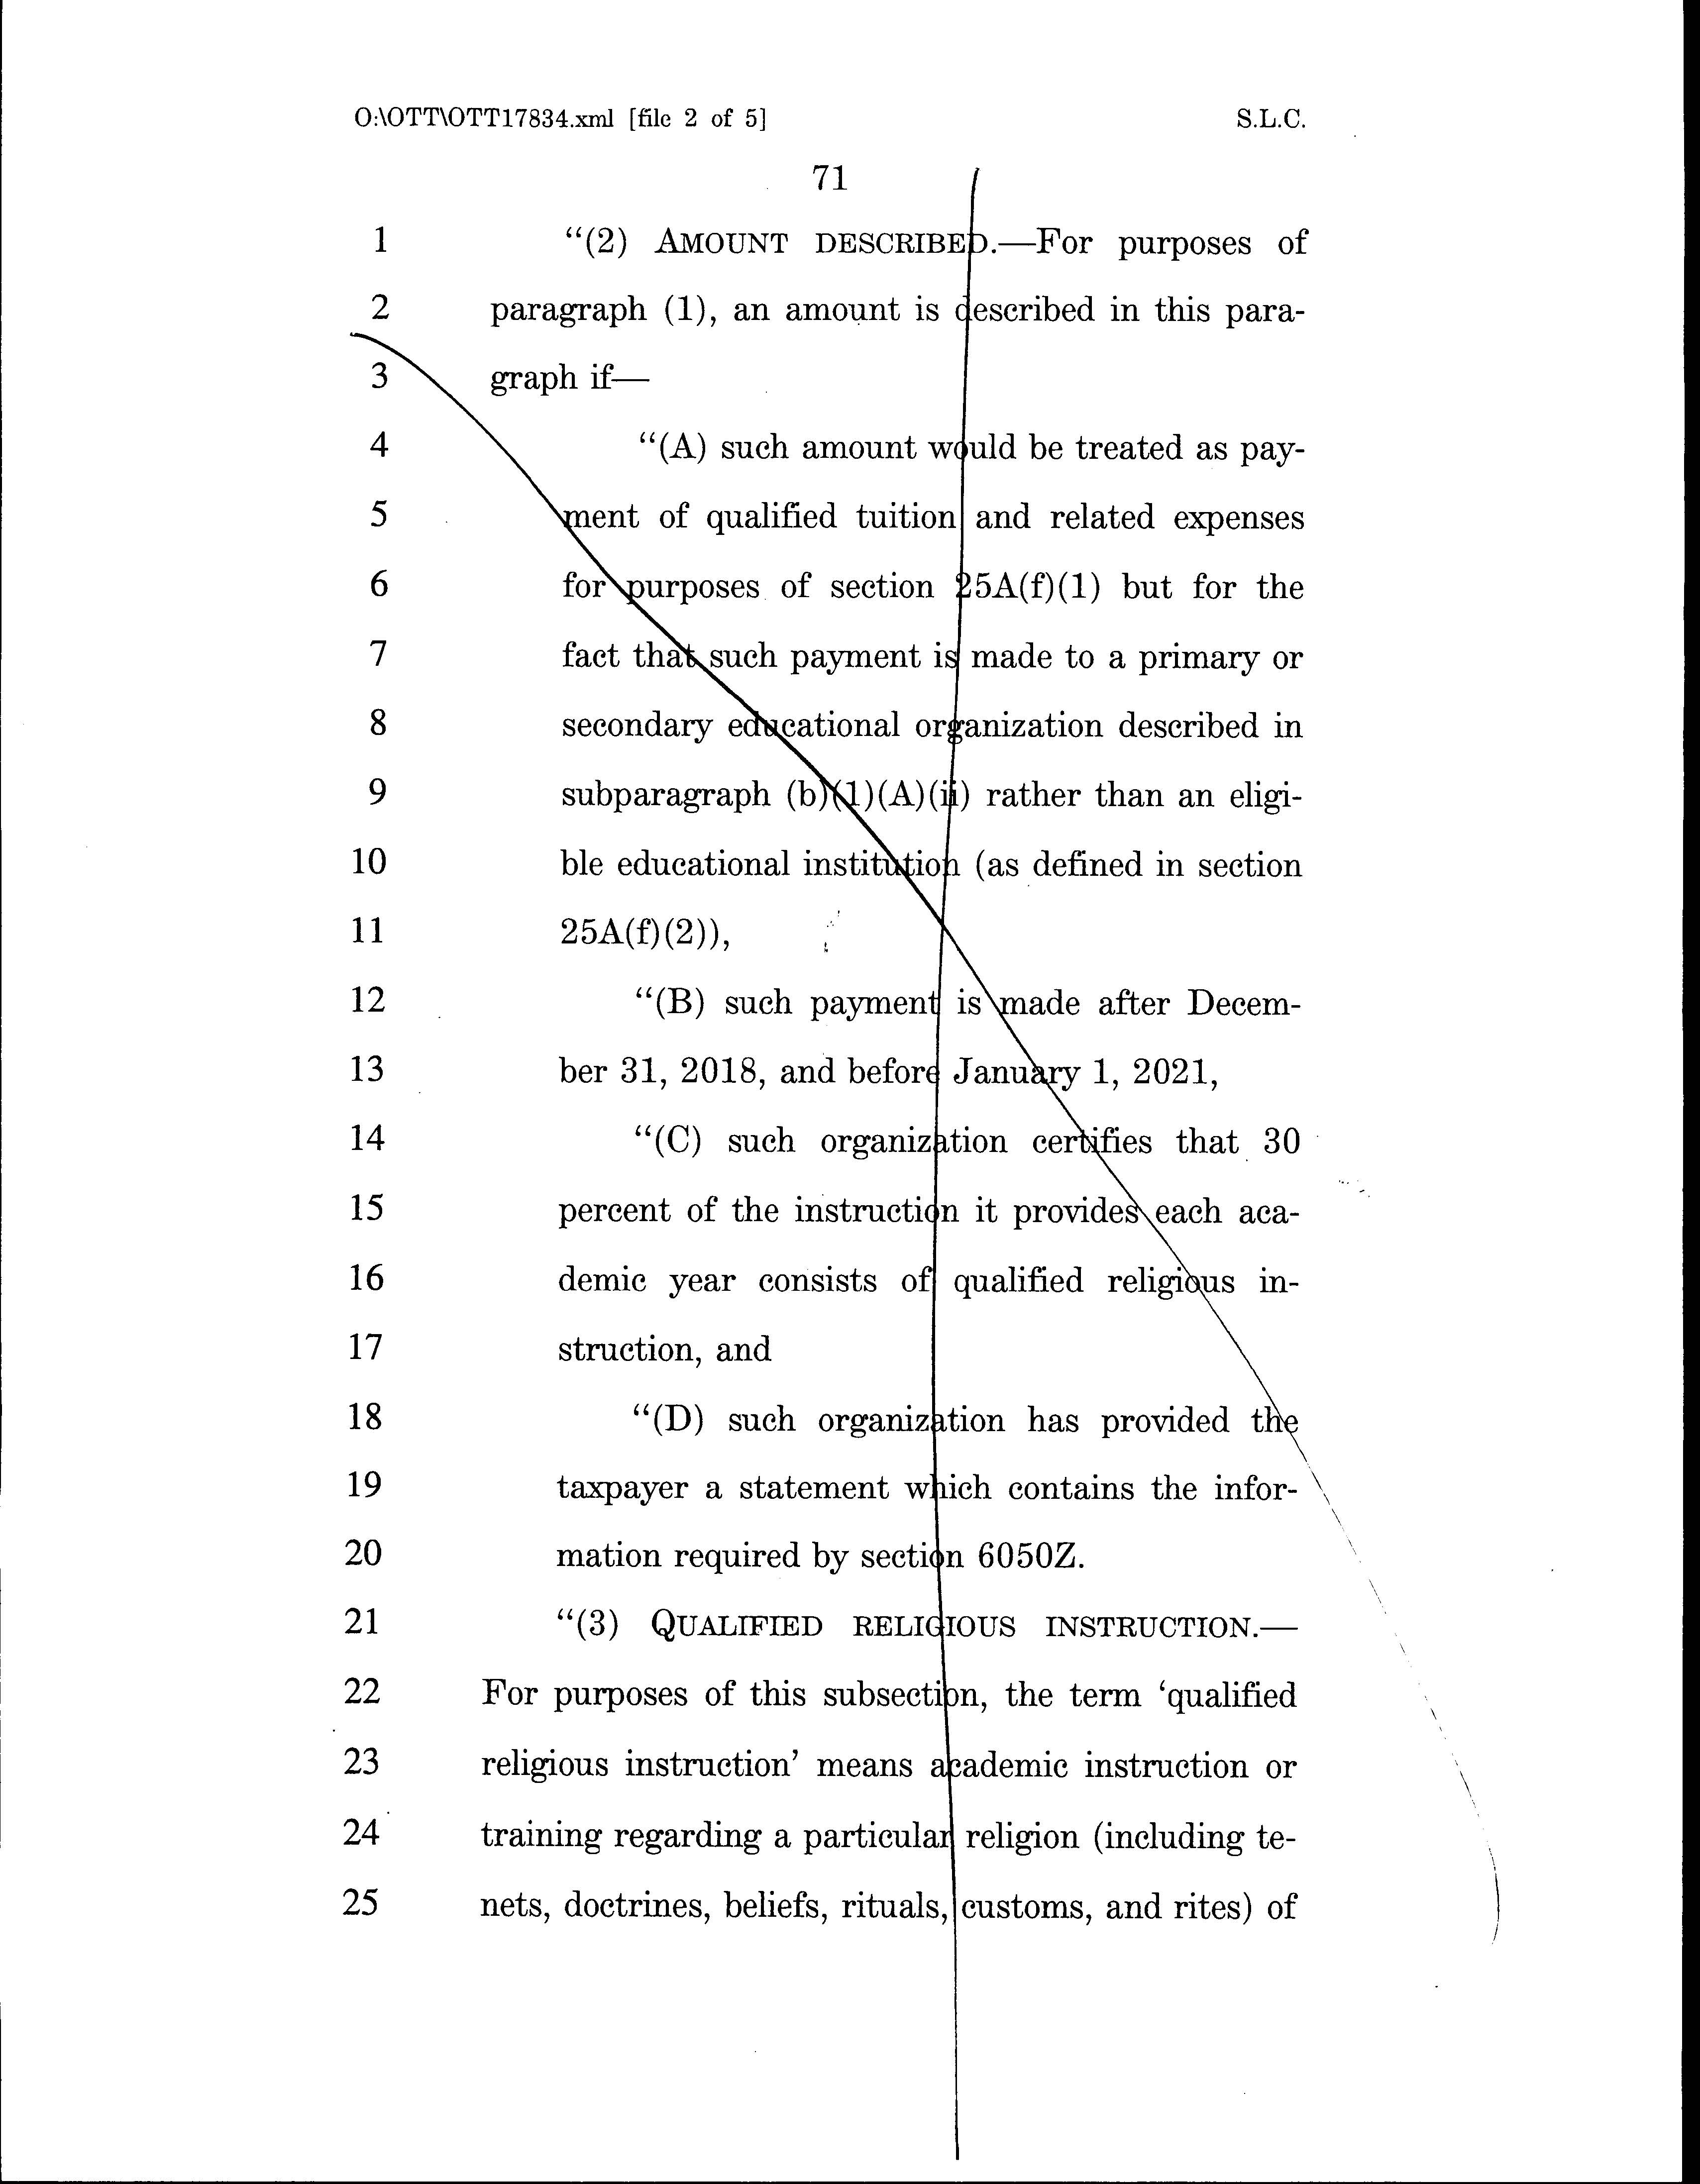 O:\OTT\OTT17834.xml [file 2 of 5] S.L.C.
71
1 “(2) AMOUNT DESCRIBED.—For purposes of
2 paragraph (1), an amount is described in this para-
3 graph if—
4 “(A) such amount would be treated as pay-
5 ment of qualified tuition and related expenses
6 for purposes of section 25A(f)(1) but for the
7 fact that such payment is made to a primary or
8 secondary educational organization described in
9 subparagraph (b)(1)(A)(ii) rather than an eligi-
10 ble educational institution (as defined in section
11 25A(f)(2)),
12 “(B) such payment is made after Decem-
13 ber 31, 2018, and before January 1, 2021,
14 “(C) such organization certifies that 30
15 percent of the instruction it provides each aca-
16 demic year consists of qualified religious in-
17 struction, and
18 “(D) such organization has provided the
19 taxpayer a statement which contains the infor-
20 mation required by section 6050Z.
21 “(3) QUALIFIED RELIGIOUS INSTRUCTION.—
22 For purposes of this subsection, the term ‘qualified
23 religious instruction’ means academic instruction or
24 training regarding a particular religion (including te-
25 nets, doctrines, beliefs, rituals, customs, and rites) of